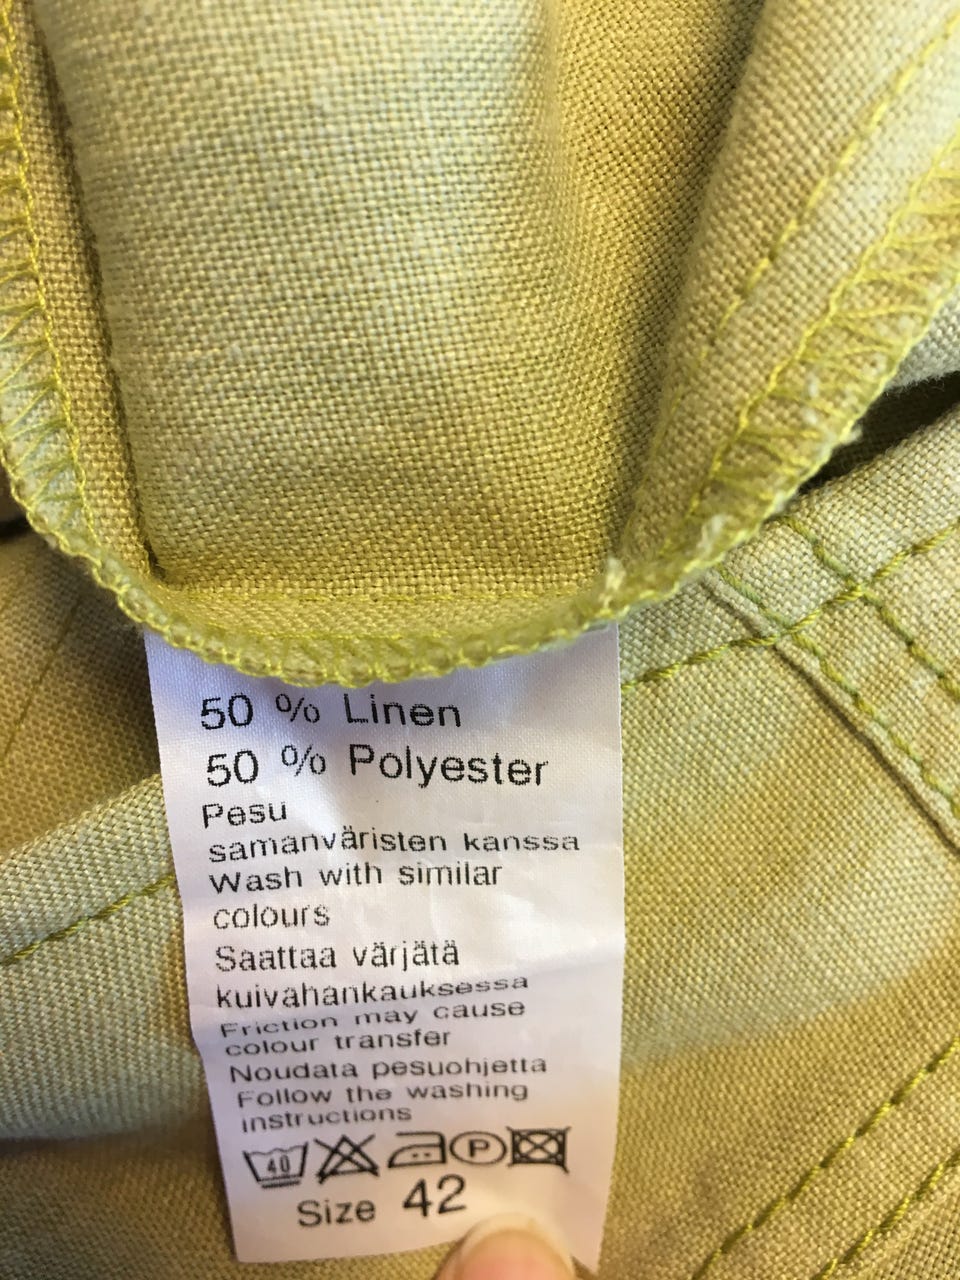 50 % Linen
50 % Polyester
Pesu
samanväristen kanssa
Wash with similar
colours
Saattaa värjätä
kuivahankauksessa
Friction may cause
colour transfer
Noudata pesuohjetta
Follow the washing
instructions
40 P
Size 42